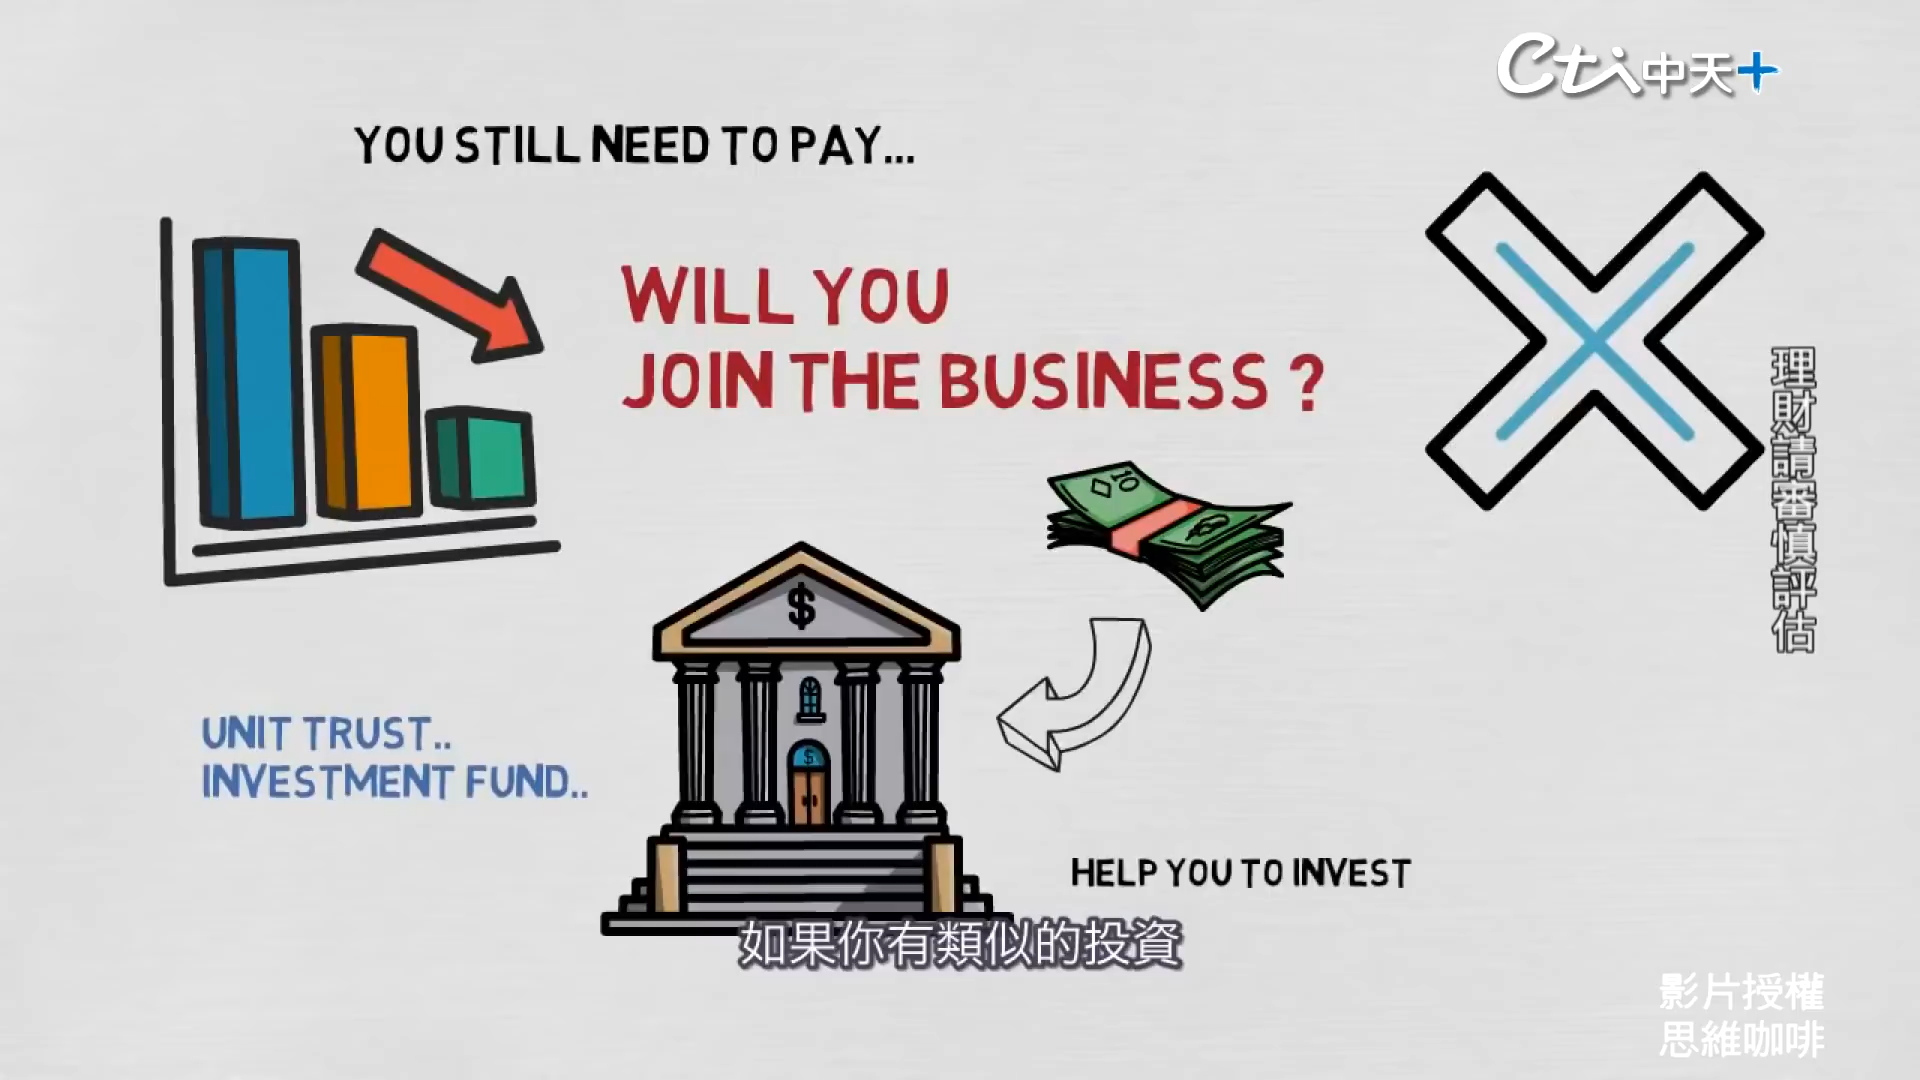 Cti中天+
YOU STILL NEED TO PAY...
WILL YOU
JOIN THE BUSINESS ?
理財請審慎評估
10
$
$
UNIT TRUST..
INVESTMENT FUND..
HELP YOU TO INVEST
如果你有類似的投資
影片授權
思維咖啡